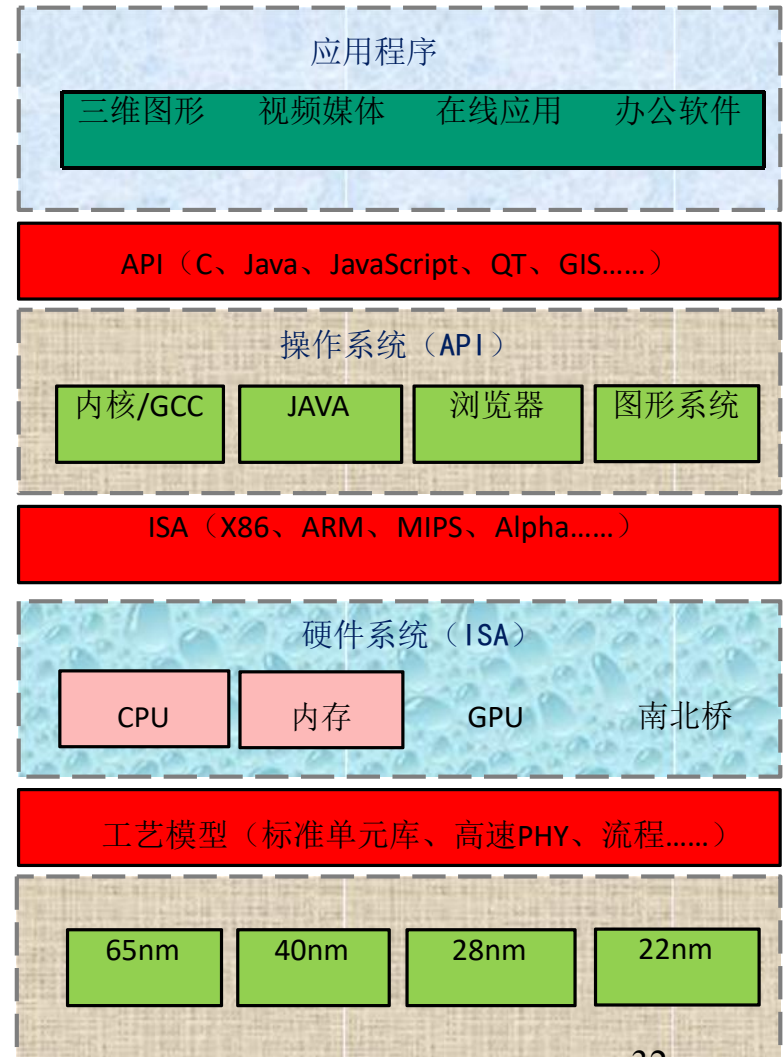 应用程序
三维图形 视频媒体 在线应用 办公软件
API（C、Java、JavaScript、QT、GIS......）
操作系统（API）
内核/GCC JAVA 浏览器 图形系统
ISA（X86、ARM、MIPS、Alpha......）
硬件系统（ISA）
CPU 内存 GPU 南北桥
工艺模型（标准单元库、高速PHY、流程......）
65nm 40nm 28nm 22nm